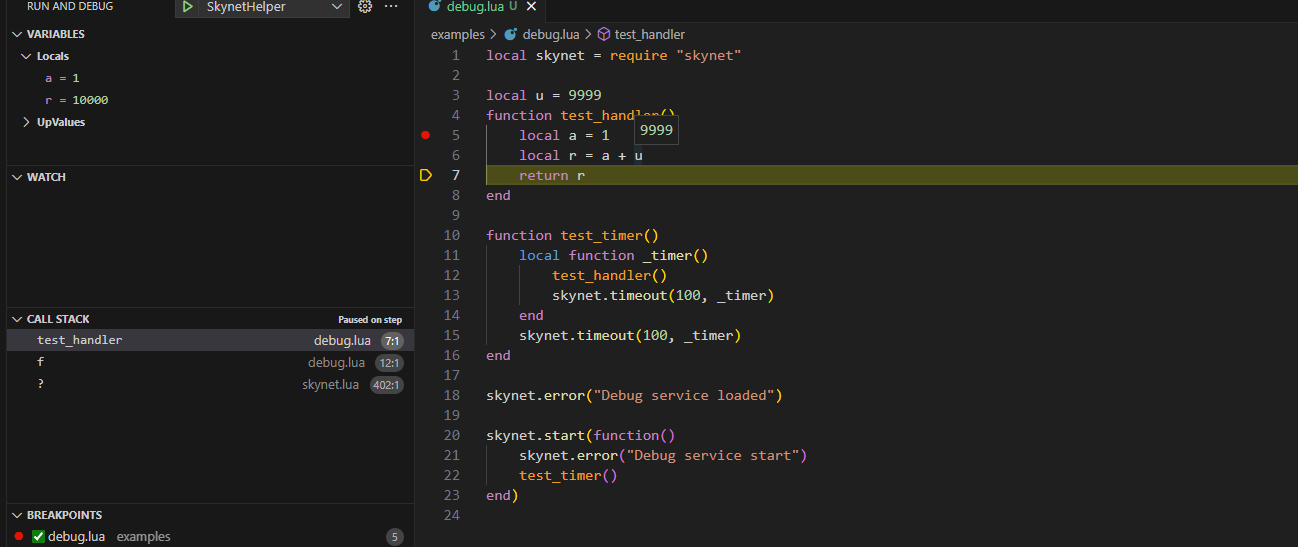 RUN AND DEBUG
SkynetHelper
VARIABLES
Locals
a = 1
r = 10000
UpValues
WATCH
CALL STACK
Paused on step
test_handler debug.lua 7:1
f debug.lua 12:1
? skynet.lua 402:1
BREAKPOINTS
debug.lua examples 5
debug.lua U
examples > debug.lua > test_handler
1 local skynet = require "skynet"
2
3 local u = 9999
4 function test_handler()
9999
5 local a = 1
6 local r = a + u
7 return r
8 end
9
10 function test_timer()
11 local function _timer()
12 test_handler()
13 skynet.timeout(100, _timer)
14 end
15 skynet.timeout(100, _timer)
16 end
17
18 skynet.error("Debug service loaded")
19
20 skynet.start(function()
21 skynet.error("Debug service start")
22 test_timer()
23 end)
24